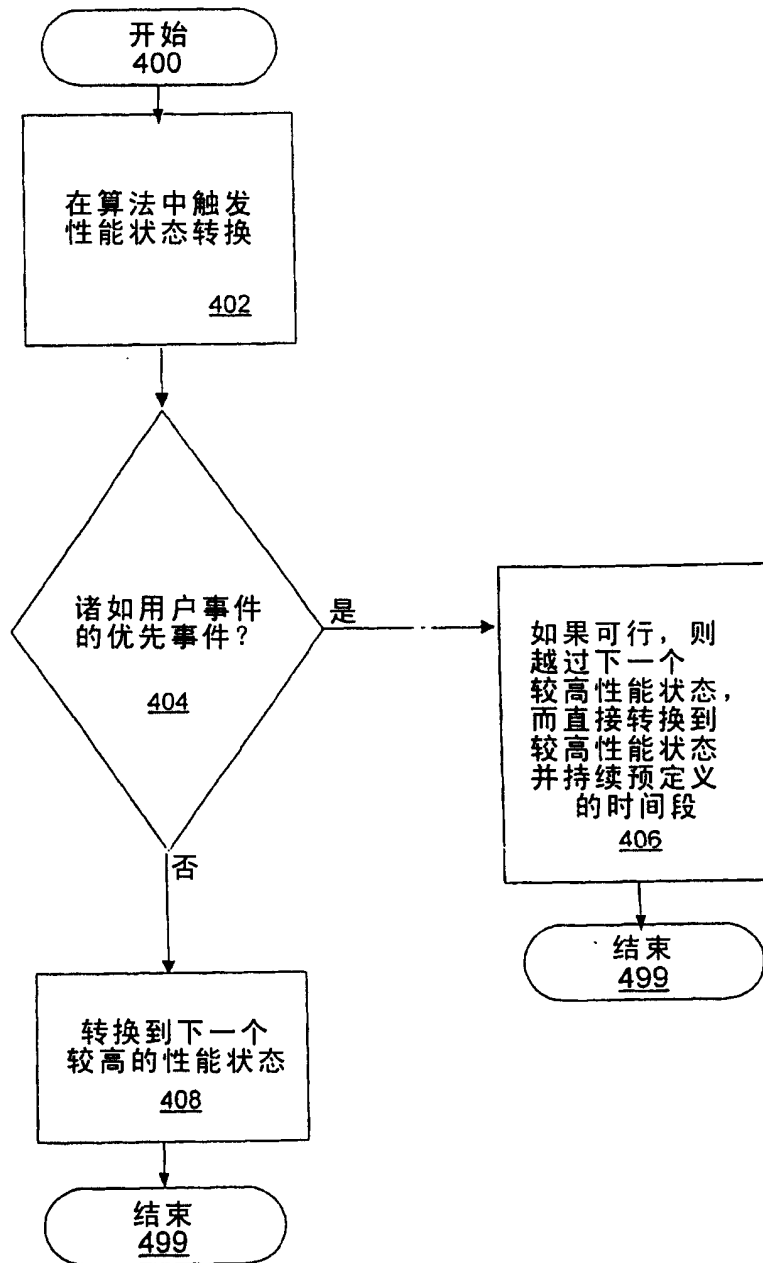 开始
400
在算法中触发
性能状态转换
402
诸如用户事件
的优先事件?
404
是
如果可行，则
越过下一个
较高性能状态，
而直接转换到
较高性能状态
并持续预定义
的时间段
406
结束
499
否
转换到下一个
较高的性能状态
408
结束
499